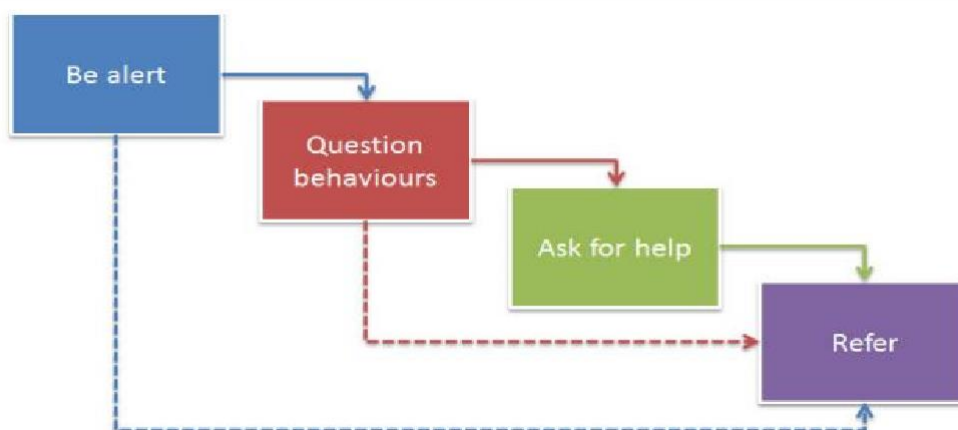 Be alert
Question
behaviours
Ask for help
Refer